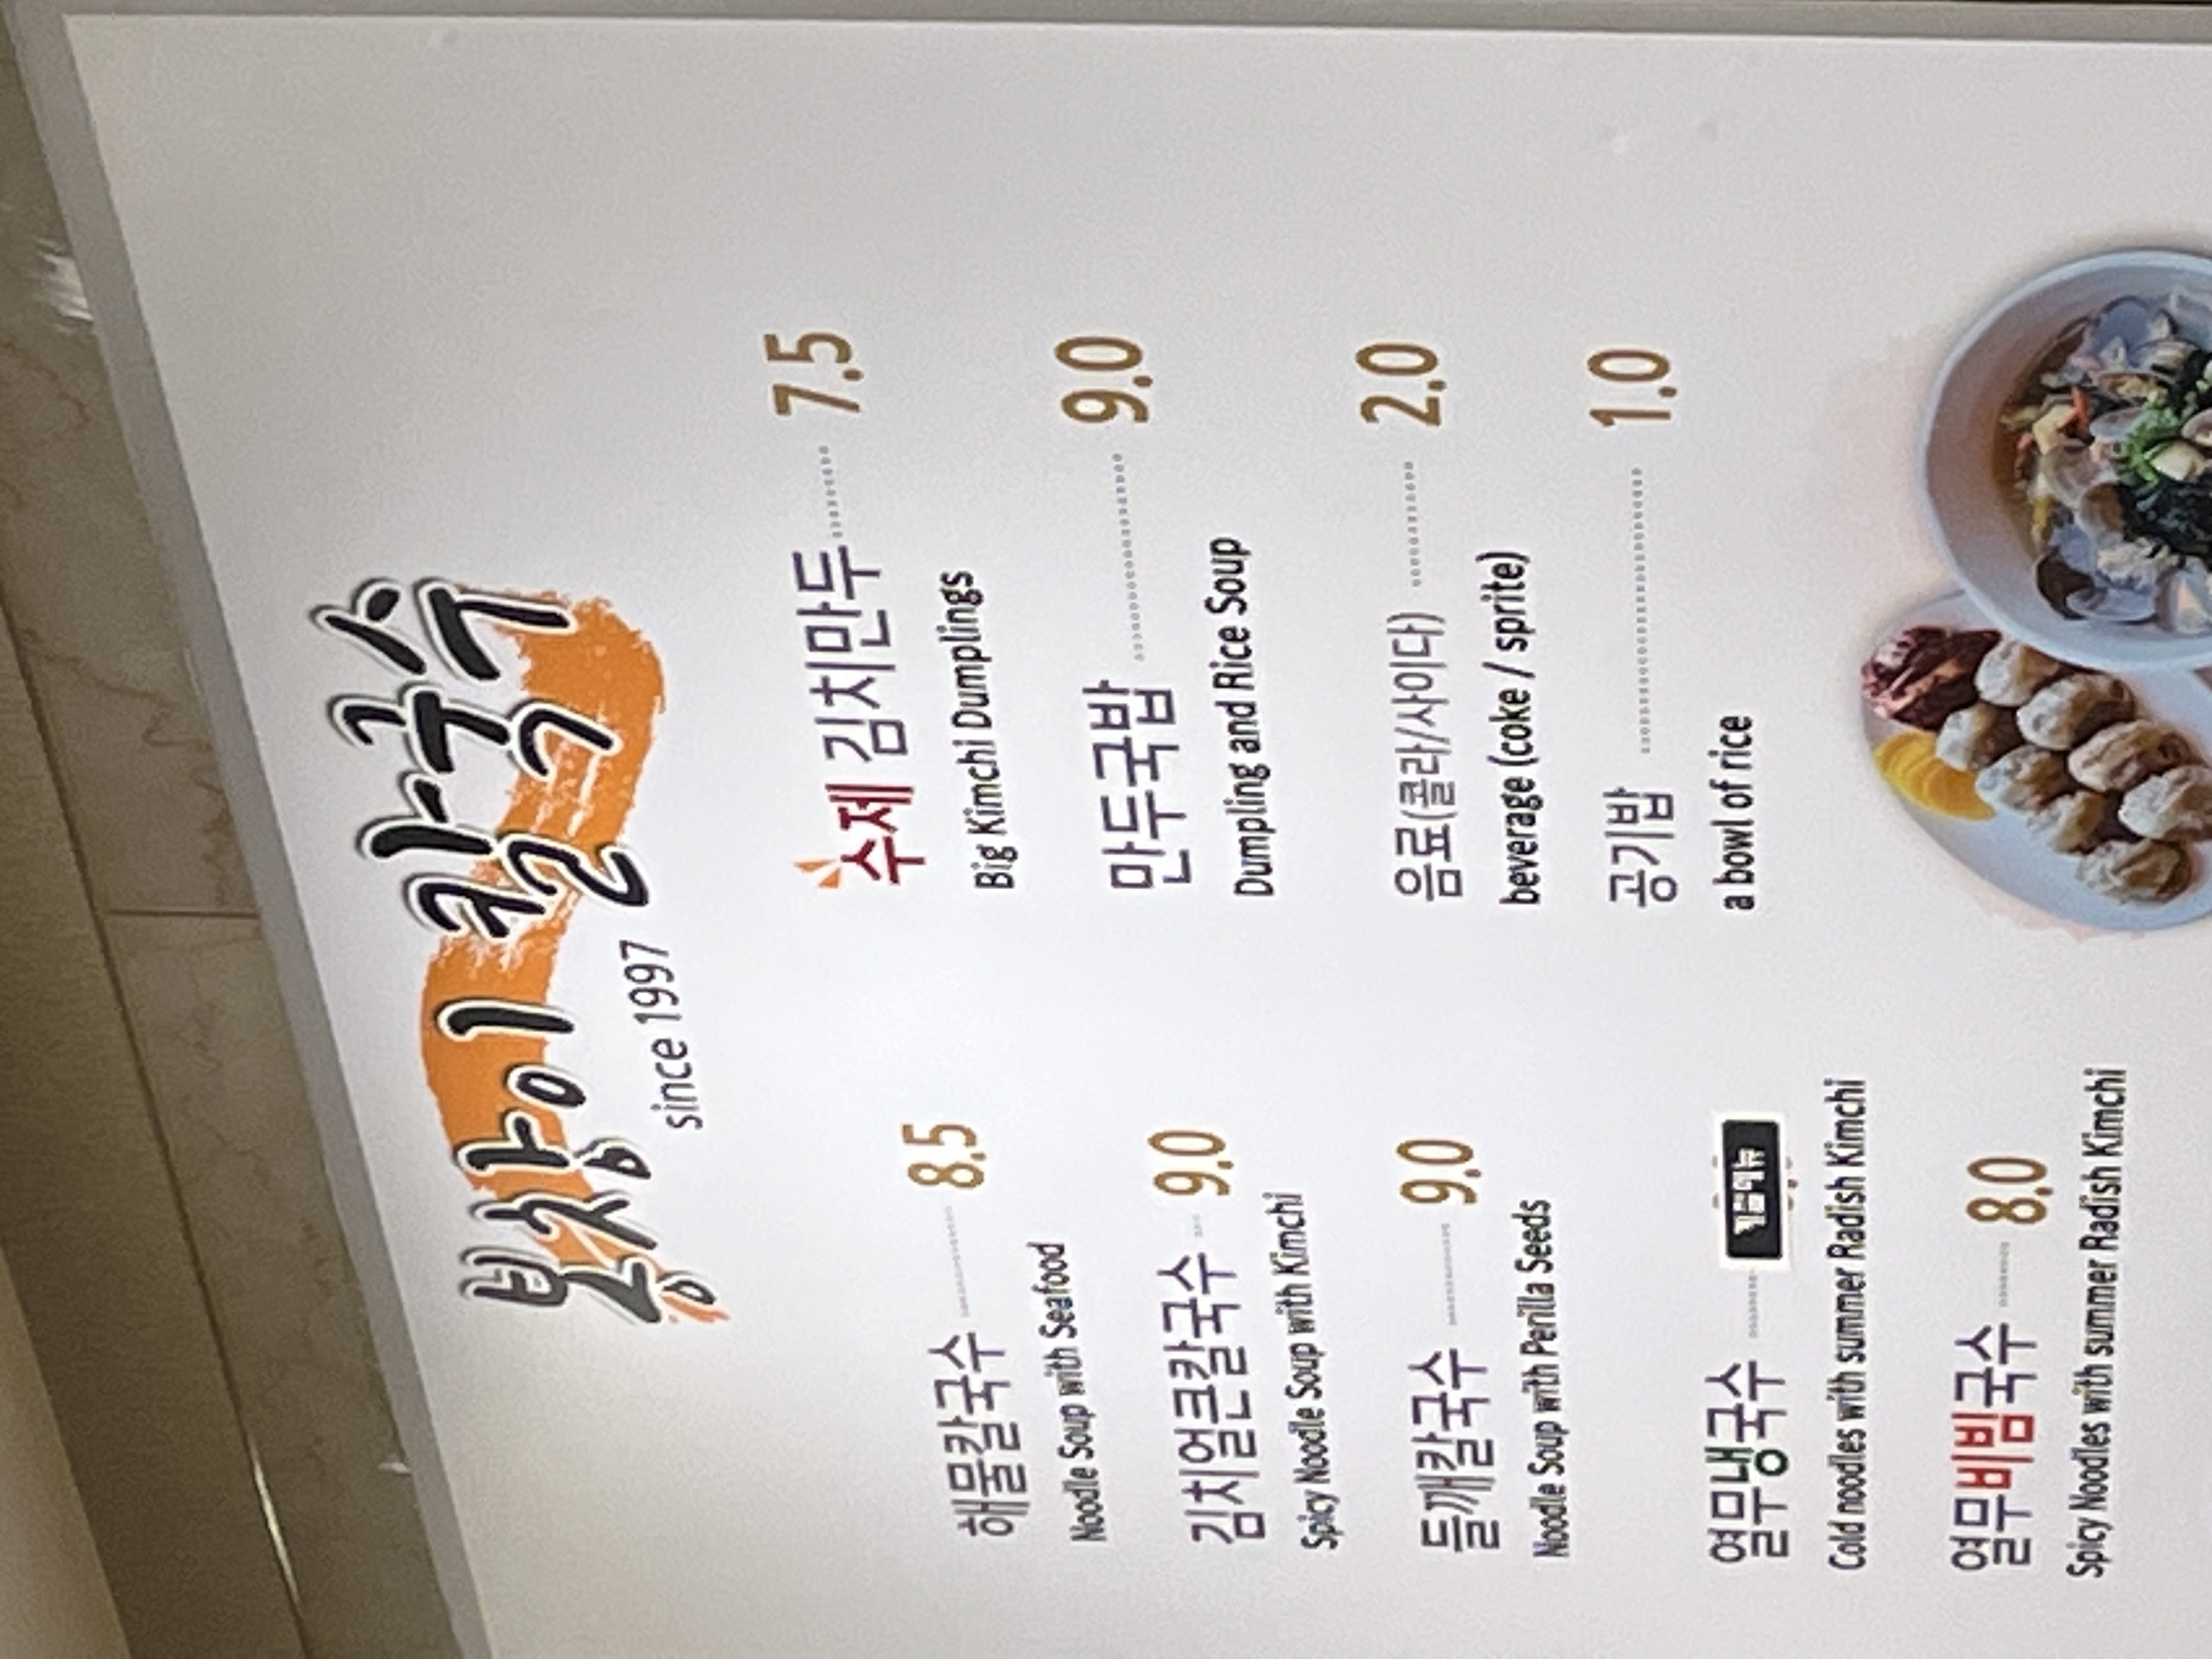 봉창이 칼국수
since 1997
해물칼국수 8.5
Noodle Soup with Seafood
김치얼큰칼국수 9.0
Spicy Noodle Soup with Kimchi
들깨칼국수 9.0
Noodle Soup with Perilla Seeds
열무냉국수
Cold noodles with summer Radish Kimchi
열무비빔국수 8.0
Spicy Noodles with summer Radish Kimchi
수제 김치만두 7.5
Big Kimchi Dumplings
만두국밥 9.0
Dumpling and Rice Soup
음료(콜라/사이다) 2.0
beverage (coke / sprite)
공기밥 1.0
a bowl of rice